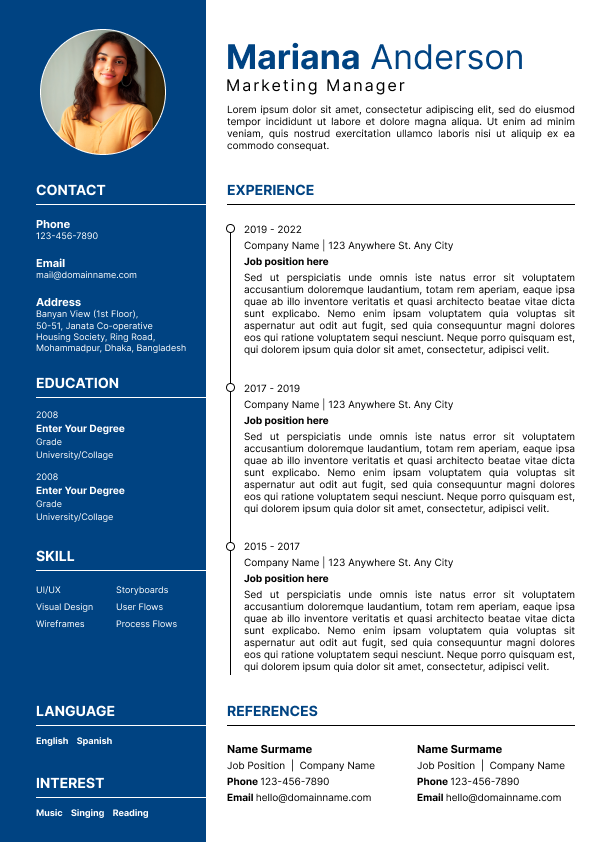 Mariana Anderson
Marketing Manager
Lorem ipsum dolor sit amet, consectetur adipiscing elit, sed do eiusmod
tempor incididunt ut labore et dolore magna aliqua. Ut enim ad minim
veniam, quis nostrud exercitation ullamco laboris nisi ut aliquip ex ea
commodo consequat.
CONTACT
Phone
123-456-7890
Email
mail@domainname.com
Address
Banyan View (1st Floor),
50-51, Janata Co-operative
Housing Society, Ring Road,
Mohammadpur, Dhaka, Bangladesh
EDUCATION
2008
Enter Your Degree
Grade
University/Collage
2008
Enter Your Degree
Grade
University/Collage
SKILL
UI/UX Storyboards
Visual Design User Flows
Wireframes Process Flows
LANGUAGE
English Spanish
INTEREST
Music Singing Reading
EXPERIENCE
2019 - 2022
Company Name | 123 Anywhere St. Any City
Job position here
Sed ut perspiciatis unde omnis iste natus error sit voluptatem
accusantium doloremque laudantium, totam rem aperiam, eaque ipsa
quae ab illo inventore veritatis et quasi architecto beatae vitae dicta
sunt explicabo. Nemo enim ipsam voluptatem quia voluptas sit
aspernatur aut odit aut fugit, sed quia consequuntur magni dolores
eos qui ratione voluptatem sequi nesciunt. Neque porro quisquam est,
qui dolorem ipsum quia dolor sit amet, consectetur, adipisci velit.
2017 - 2019
Company Name | 123 Anywhere St. Any City
Job position here
Sed ut perspiciatis unde omnis iste natus error sit voluptatem
accusantium doloremque laudantium, totam rem aperiam, eaque ipsa
quae ab illo inventore veritatis et quasi architecto beatae vitae dicta
sunt explicabo. Nemo enim ipsam voluptatem quia voluptas sit
aspernatur aut odit aut fugit, sed quia consequuntur magni dolores
eos qui ratione voluptatem sequi nesciunt. Neque porro quisquam est,
qui dolorem ipsum quia dolor sit amet, consectetur, adipisci velit.
2015 - 2017
Company Name | 123 Anywhere St. Any City
Job position here
Sed ut perspiciatis unde omnis iste natus error sit voluptatem
accusantium doloremque laudantium, totam rem aperiam, eaque ipsa
quae ab illo inventore veritatis et quasi architecto beatae vitae dicta
sunt explicabo. Nemo enim ipsam voluptatem quia voluptas sit
aspernatur aut odit aut fugit, sed quia consequuntur magni dolores
eos qui ratione voluptatem sequi nesciunt. Neque porro quisquam est,
qui dolorem ipsum quia dolor sit amet, consectetur, adipisci velit.
REFERENCES
Name Surname
Job Position | Company Name
Phone 123-456-7890
Email hello@domainname.com
Name Surname
Job Position | Company Name
Phone 123-456-7890
Email hello@domainname.com